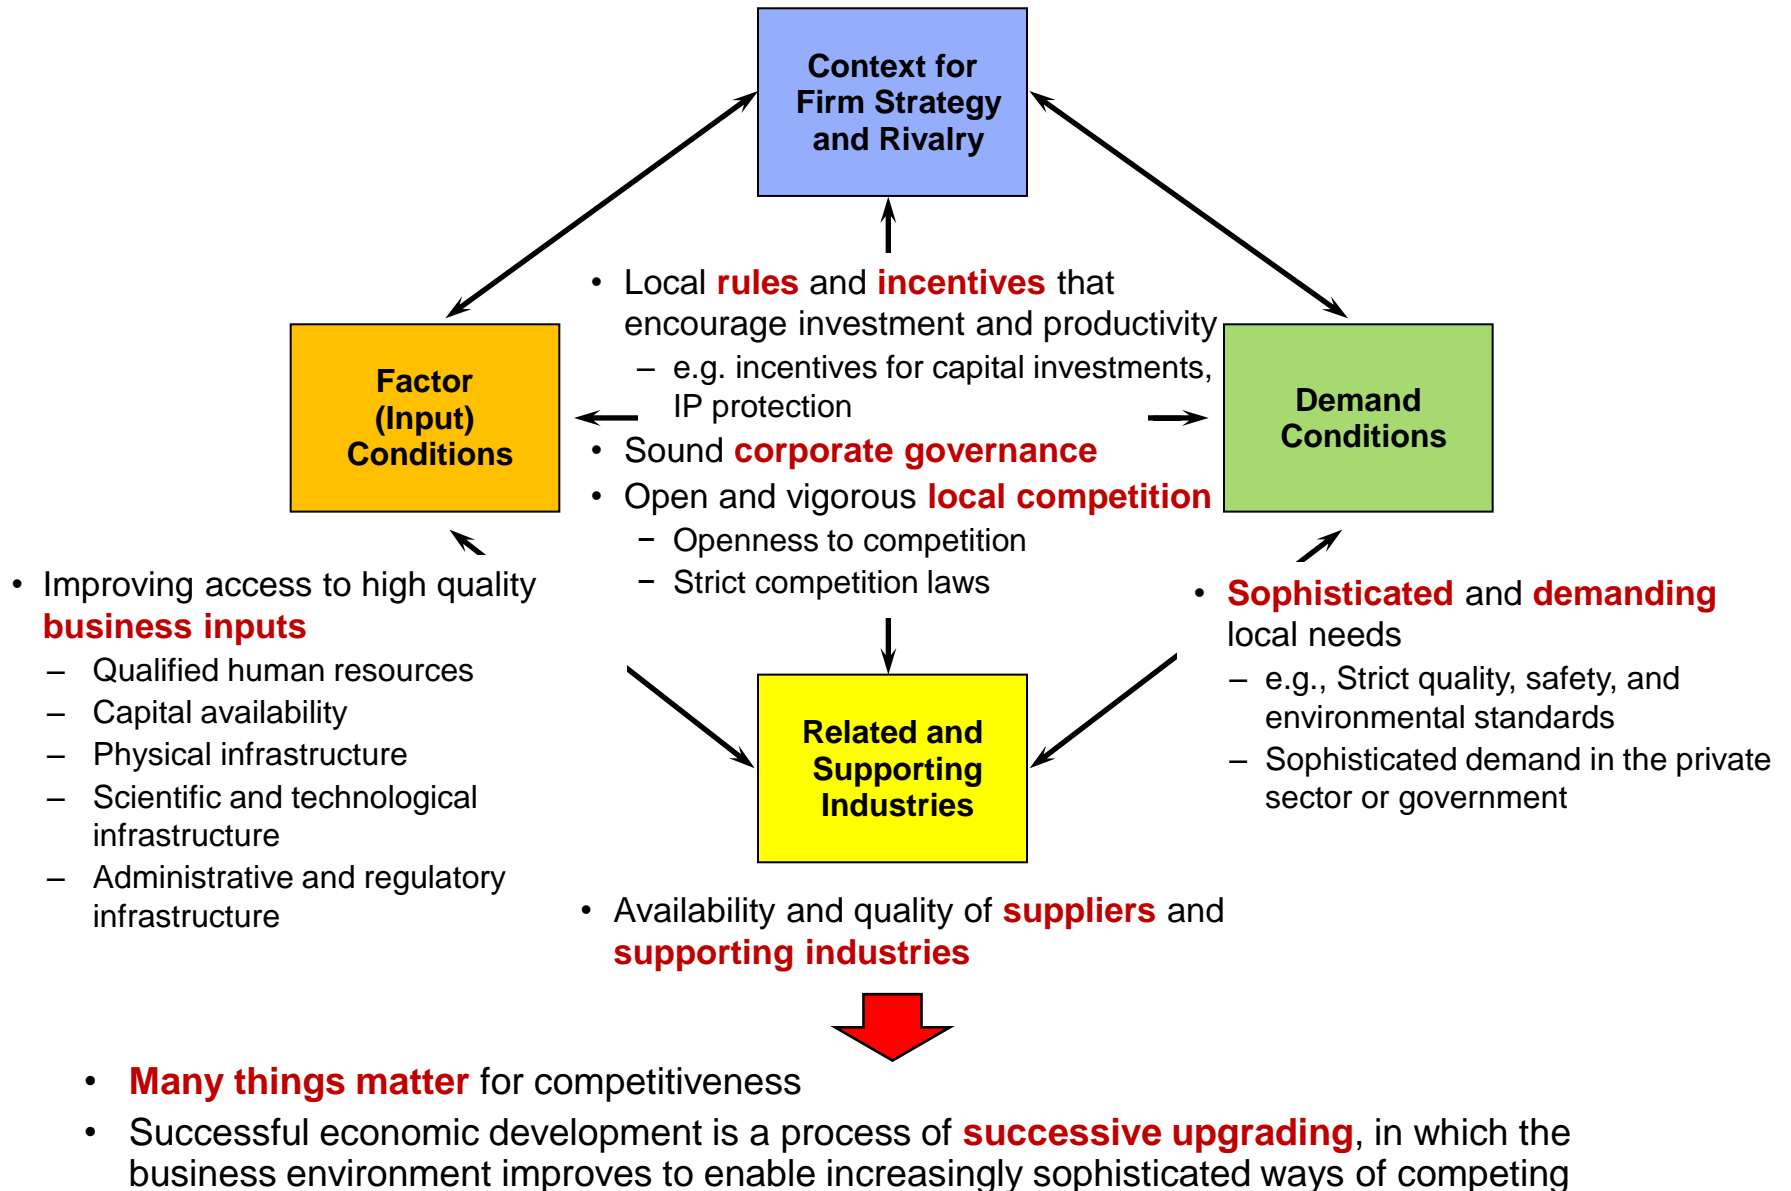 Context for
Firm Strategy
and Rivalry
• Local rules and incentives that
encourage investment and productivity
– e.g. incentives for capital investments,
IP protection
• Sound corporate governance
• Open and vigorous local competition
− Openness to competition
− Strict competition laws
Factor
(Input)
Conditions
Demand
Conditions
• Improving access to high quality
business inputs
– Qualified human resources
– Capital availability
– Physical infrastructure
– Scientific and technological
infrastructure
– Administrative and regulatory
infrastructure
• Sophisticated and demanding
local needs
– e.g., Strict quality, safety, and
environmental standards
– Sophisticated demand in the private
sector or government
Related and
Supporting
Industries
• Availability and quality of suppliers and
supporting industries
• Many things matter for competitiveness
• Successful economic development is a process of successive upgrading, in which the
business environment improves to enable increasingly sophisticated ways of competing